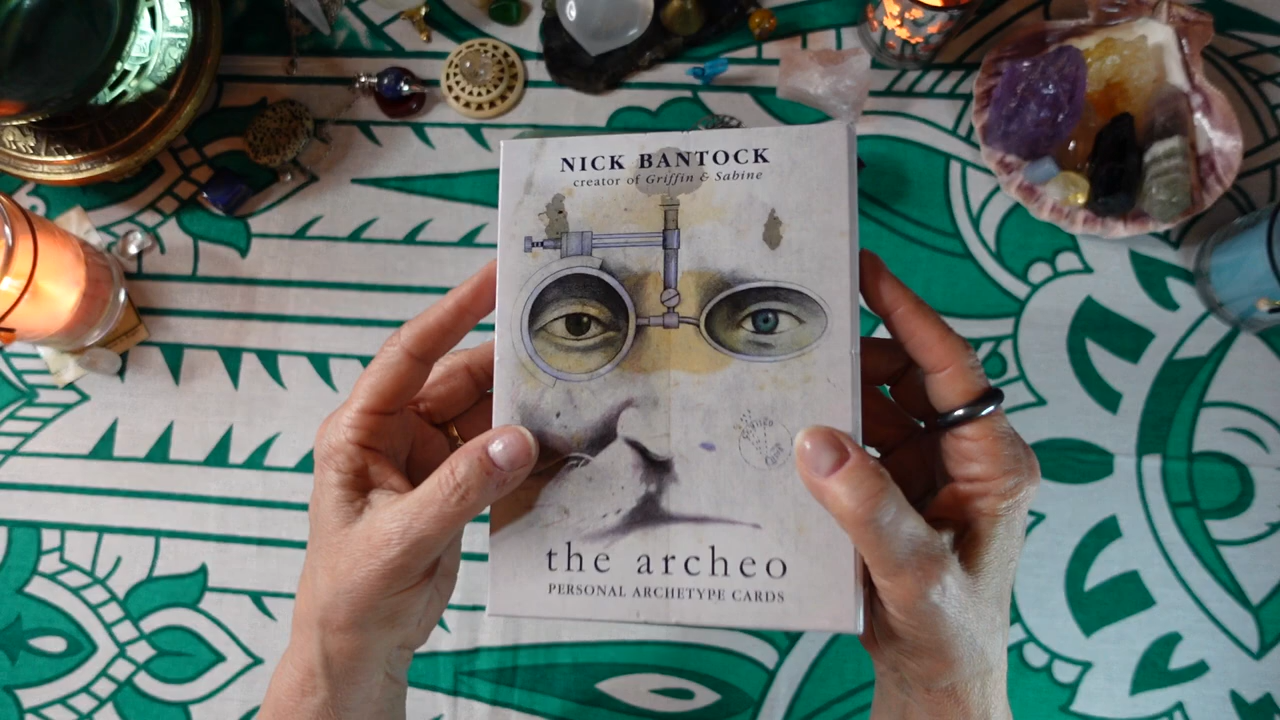 NICK BANTOCK
creator of Griffin & Sabine
the archeo
PERSONAL ARCHETYPE CARDS